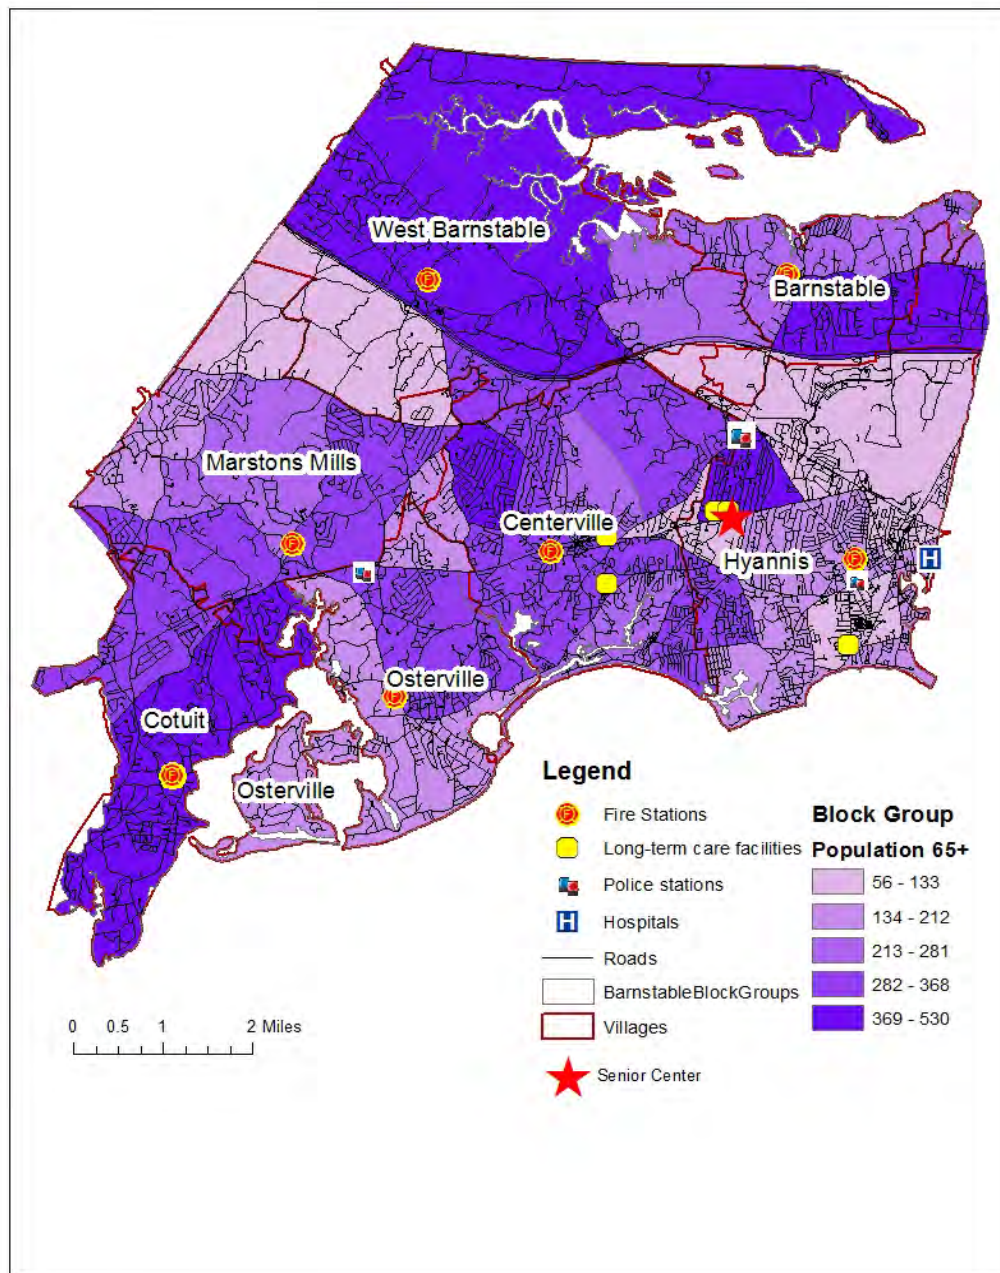 West Barnstable
Barnstable
Marstons Mills
Centerville
Hyannis
H
Osterville
Cotuit
Osterville
Legend
F Fire Stations
Long-term care facilities
Police stations
H Hospitals
Roads
BarnstableBlockGroups
Villages
Senior Center
Block Group
Population 65+
56 - 133
134 - 212
213 - 281
282 - 368
369 - 530
0 0.5 1 2 Miles